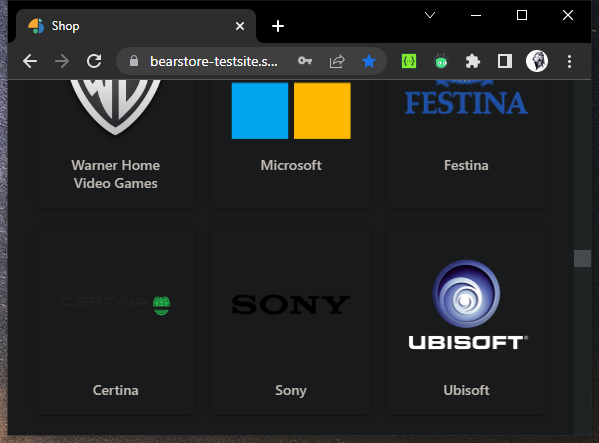 Shop
bearstore-testsite.s...
FESTINA
Warner Home
Video Games
Microsoft
Festina
CERTINA
SONY
UBISOFT
Certina
Sony
Ubisoft